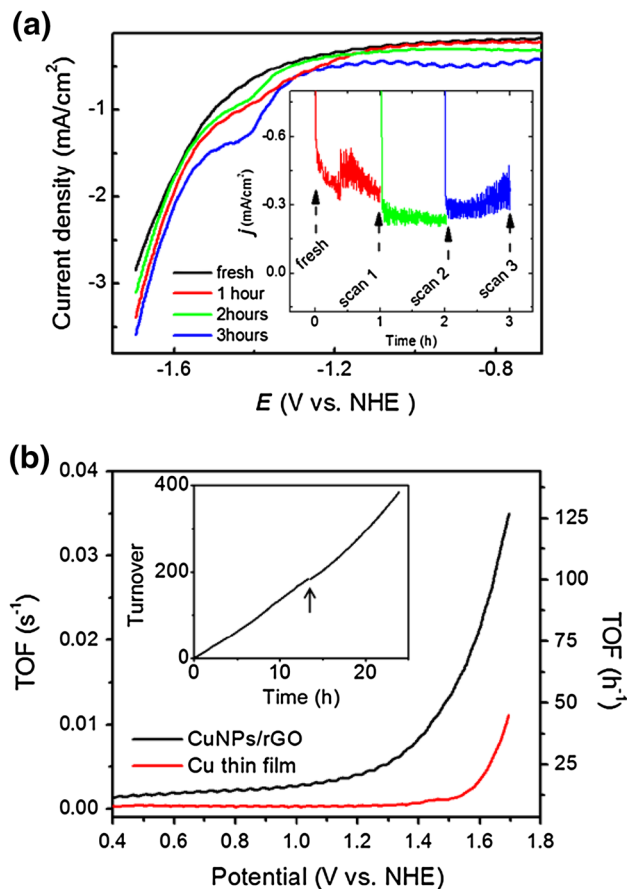 (a)
Current density (mA/cm²)
-1
-2
-3
-1.6
-1.2
-0.8
E (V vs. NHE )
fresh
1 hour
2hours
3hours
j (mA/cm²)
-0.6
-0.3
0.0
fresh
scan 1
scan 2
scan 3
0
1
2
3
Time (h)
(b)
TOF (s⁻¹)
0.04
0.03
0.02
0.01
0.00
Turnover
400
200
0
0
10
20
Time (h)
CuNPs/rGO
Cu thin film
125
100
75
50
25
TOF (h⁻¹)
0.4
0.6
0.8
1.0
1.2
1.4
1.6
1.8
Potential (V vs. NHE)